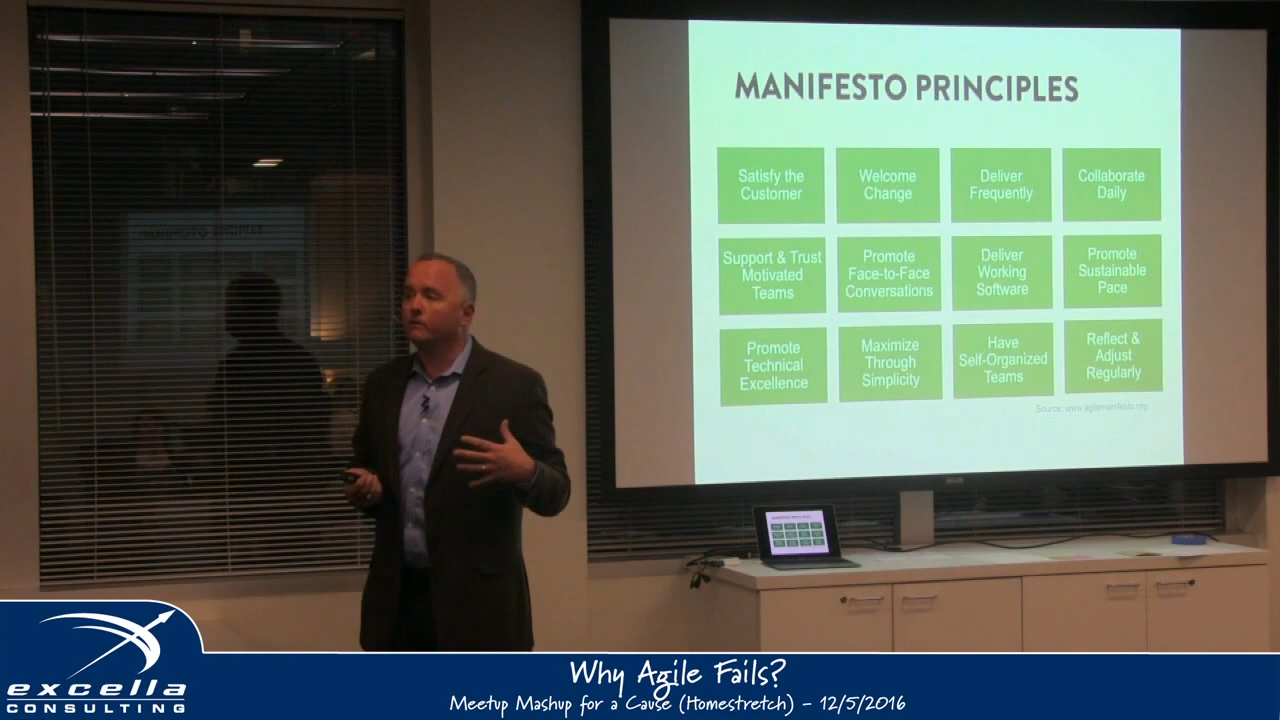 MANIFESTO PRINCIPLES
Satisfy the
Customer
Welcome
Change
Deliver
Frequently
Collaborate
Daily
Support & Trust
Motivated
Teams
Promote
Face-to-Face
Conversations
Deliver
Working
Software
Promote
Sustainable
Pace
Promote
Technical
Excellence
Maximize
Through
Simplicity
Have
Self-Organized
Teams
Reflect &
Adjust
Regularly
Source: www.agilemanifesto.org
excella
CONSULTING
Why Agile Fails?
Meetup Mashup for a Cause (Homestretch) - 12/5/2016